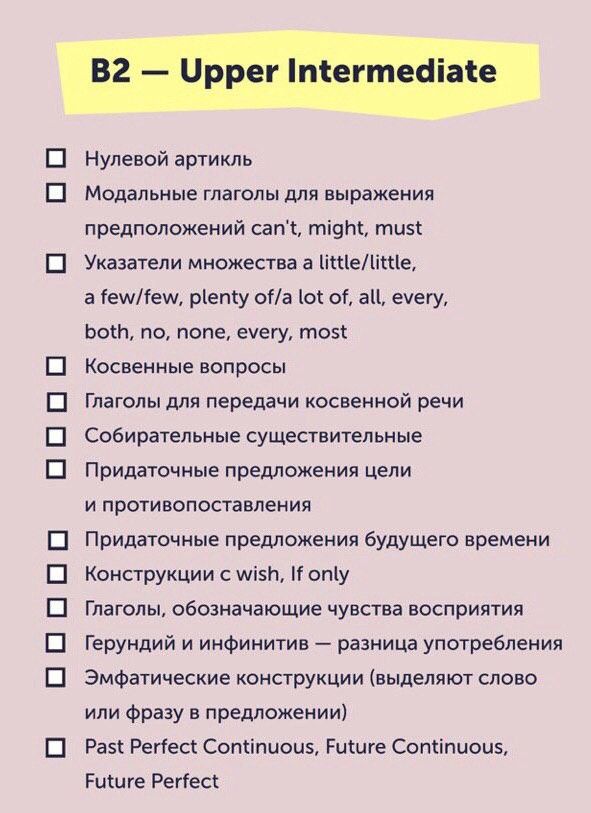 B2 — Upper Intermediate
Нулевой артикль
Модальные глаголы для выражения
предположений can't, might, must
Указатели множества a little/little,
a few/few, plenty of/a lot of, all, every,
both, no, none, every, most
Косвенные вопросы
Глаголы для передачи косвенной речи
Собирательные существительные
Придаточные предложения цели
и противопоставления
Придаточные предложения будущего времени
Конструкции с wish, If only
Глаголы, обозначающие чувства восприятия
Герундий и инфинитив — разница употребления
Эмфатические конструкции (выделяют слово
или фразу в предложении)
Past Perfect Continuous, Future Continuous,
Future Perfect